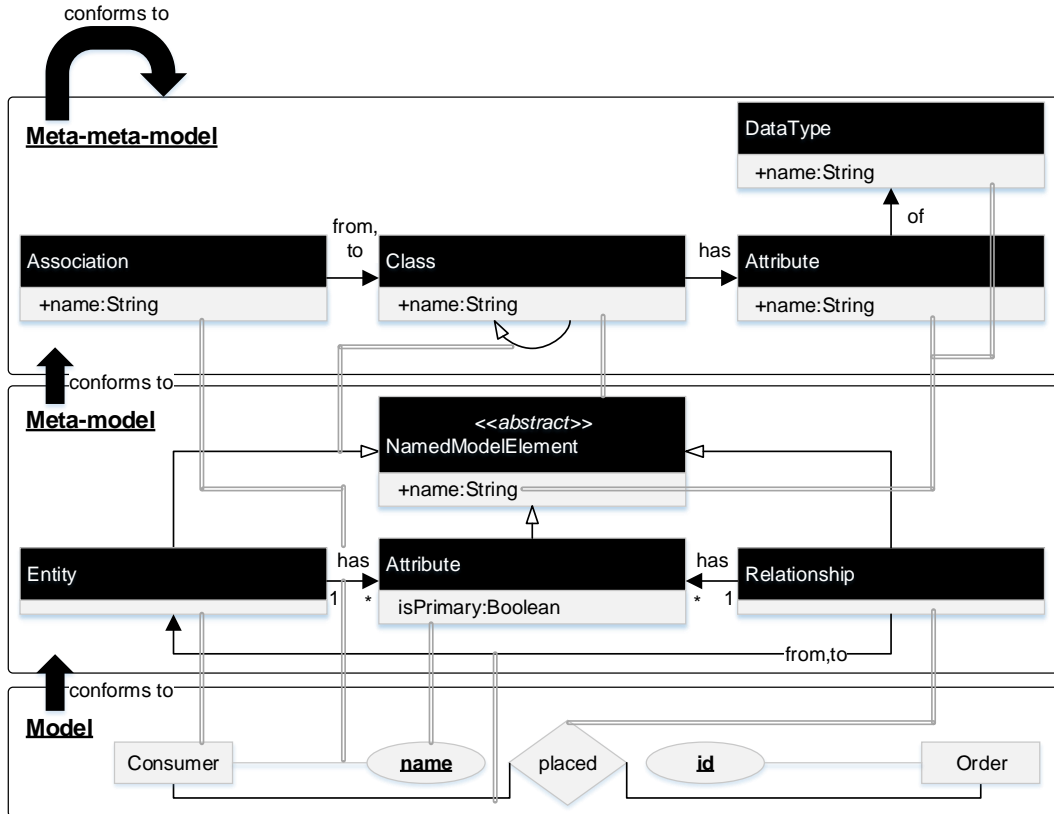 conforms to
Meta-meta-model
DataType
+name:String
of
from,
to
has
Association
+name:String
Class
+name:String
Attribute
+name:String
conforms to
Meta-model
<<abstract>>
NamedModelElement
+name:String
Entity
has
1
*
Attribute
isPrimary:Boolean
has
*
1
Relationship
from,to
conforms to
Model
Consumer
name
placed
id
Order